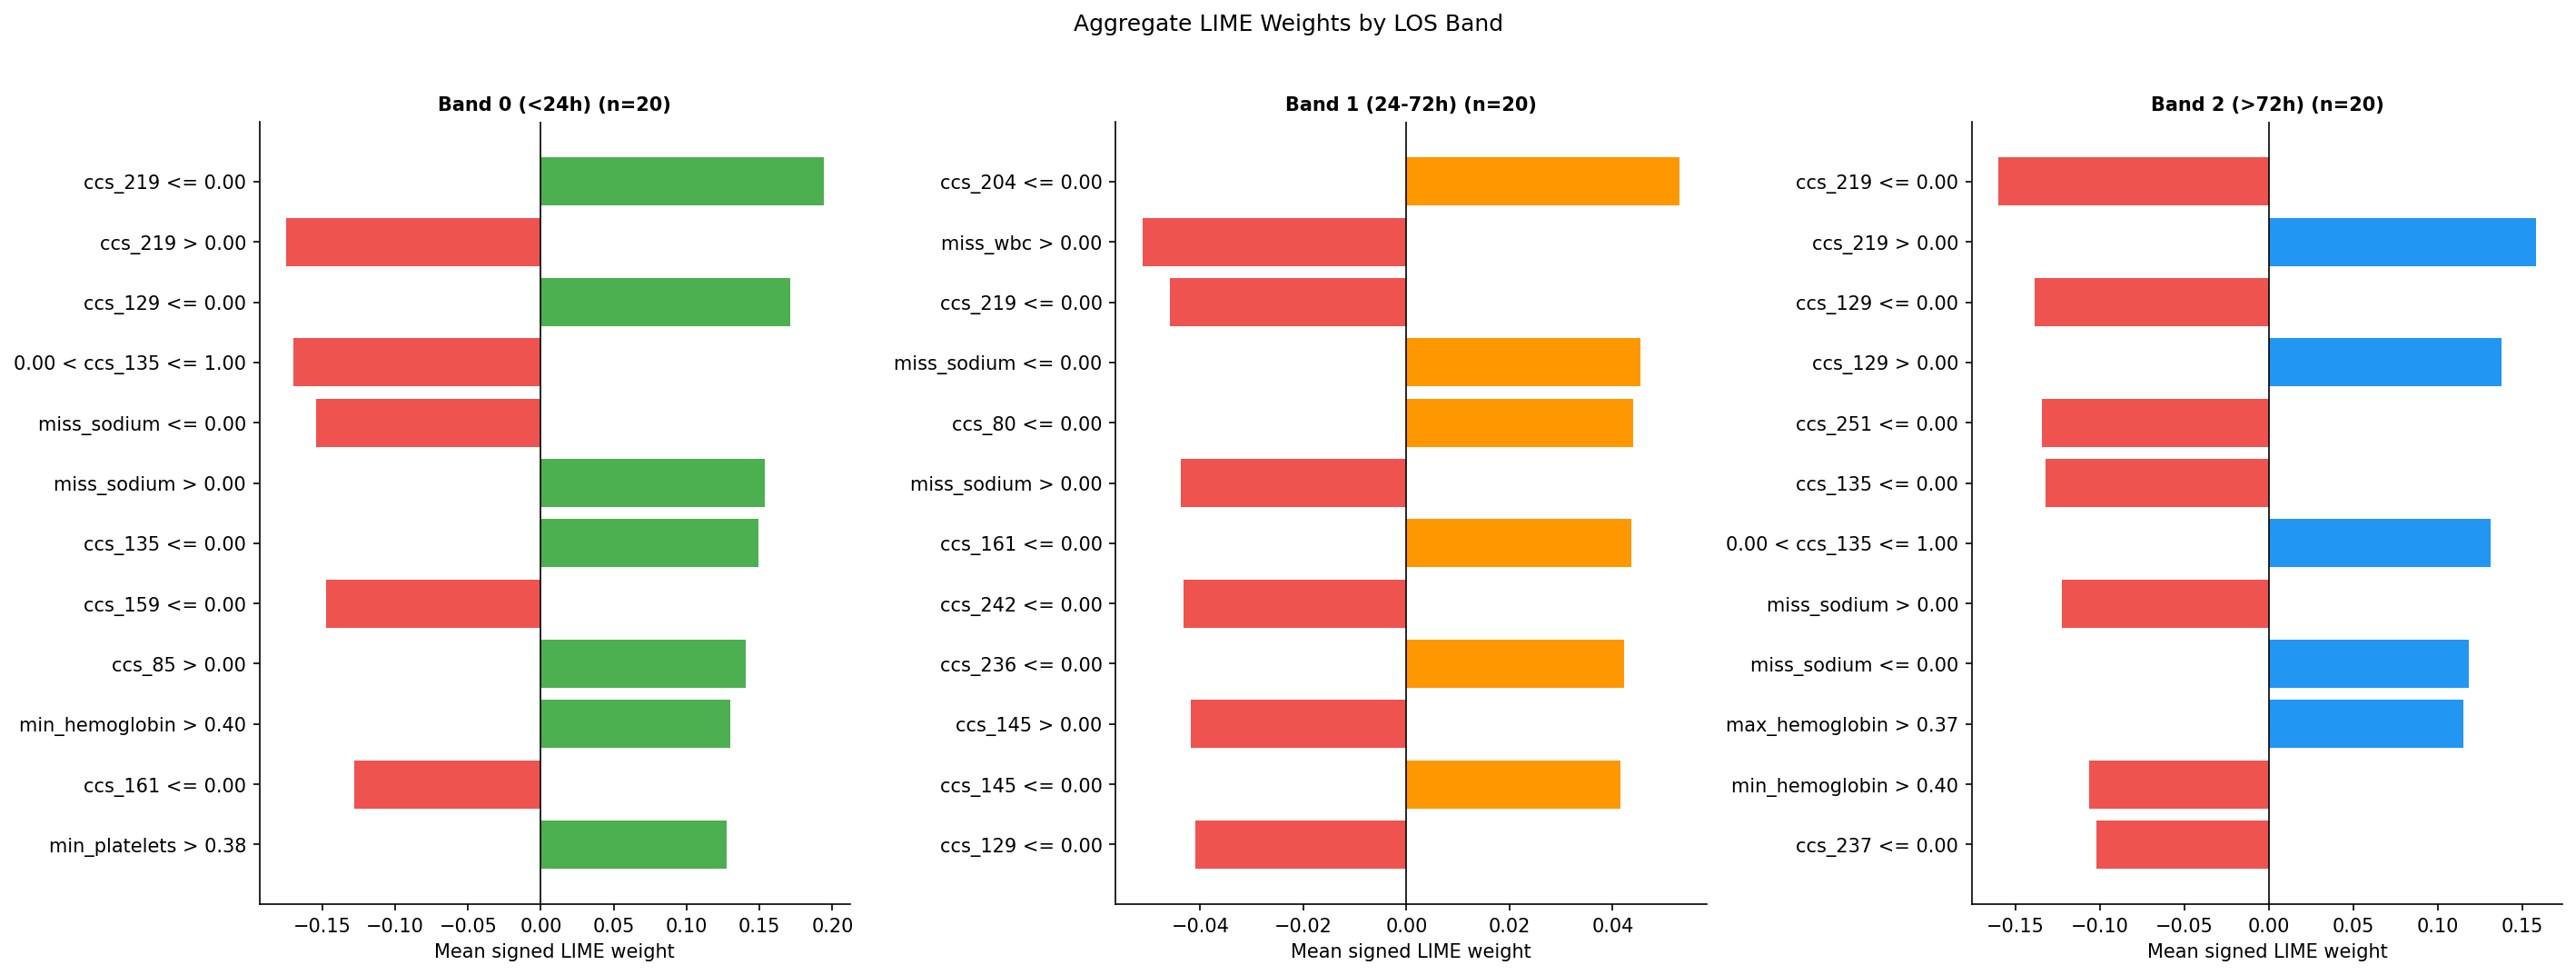 Aggregate LIME Weights by LOS Band
Band 0 (<24h) (n=20)
ccs_219 <= 0.00
ccs_219 > 0.00
ccs_129 <= 0.00
0.00 < ccs_135 <= 1.00
miss_sodium <= 0.00
miss_sodium > 0.00
ccs_135 <= 0.00
ccs_159 <= 0.00
ccs_85 > 0.00
min_hemoglobin > 0.40
ccs_161 <= 0.00
min_platelets > 0.38
−0.15 −0.10 −0.05 0.00 0.05 0.10 0.15 0.20
Mean signed LIME weight
Band 1 (24-72h) (n=20)
ccs_204 <= 0.00
miss_wbc > 0.00
ccs_219 <= 0.00
miss_sodium <= 0.00
ccs_80 <= 0.00
miss_sodium > 0.00
ccs_161 <= 0.00
ccs_242 <= 0.00
ccs_236 <= 0.00
ccs_145 > 0.00
ccs_145 <= 0.00
ccs_129 <= 0.00
−0.04 −0.02 0.00 0.02 0.04
Mean signed LIME weight
Band 2 (>72h) (n=20)
ccs_219 <= 0.00
ccs_219 > 0.00
ccs_129 <= 0.00
ccs_129 > 0.00
ccs_251 <= 0.00
ccs_135 <= 0.00
0.00 < ccs_135 <= 1.00
miss_sodium > 0.00
miss_sodium <= 0.00
max_hemoglobin > 0.37
min_hemoglobin > 0.40
ccs_237 <= 0.00
−0.15 −0.10 −0.05 0.00 0.05 0.10 0.15
Mean signed LIME weight